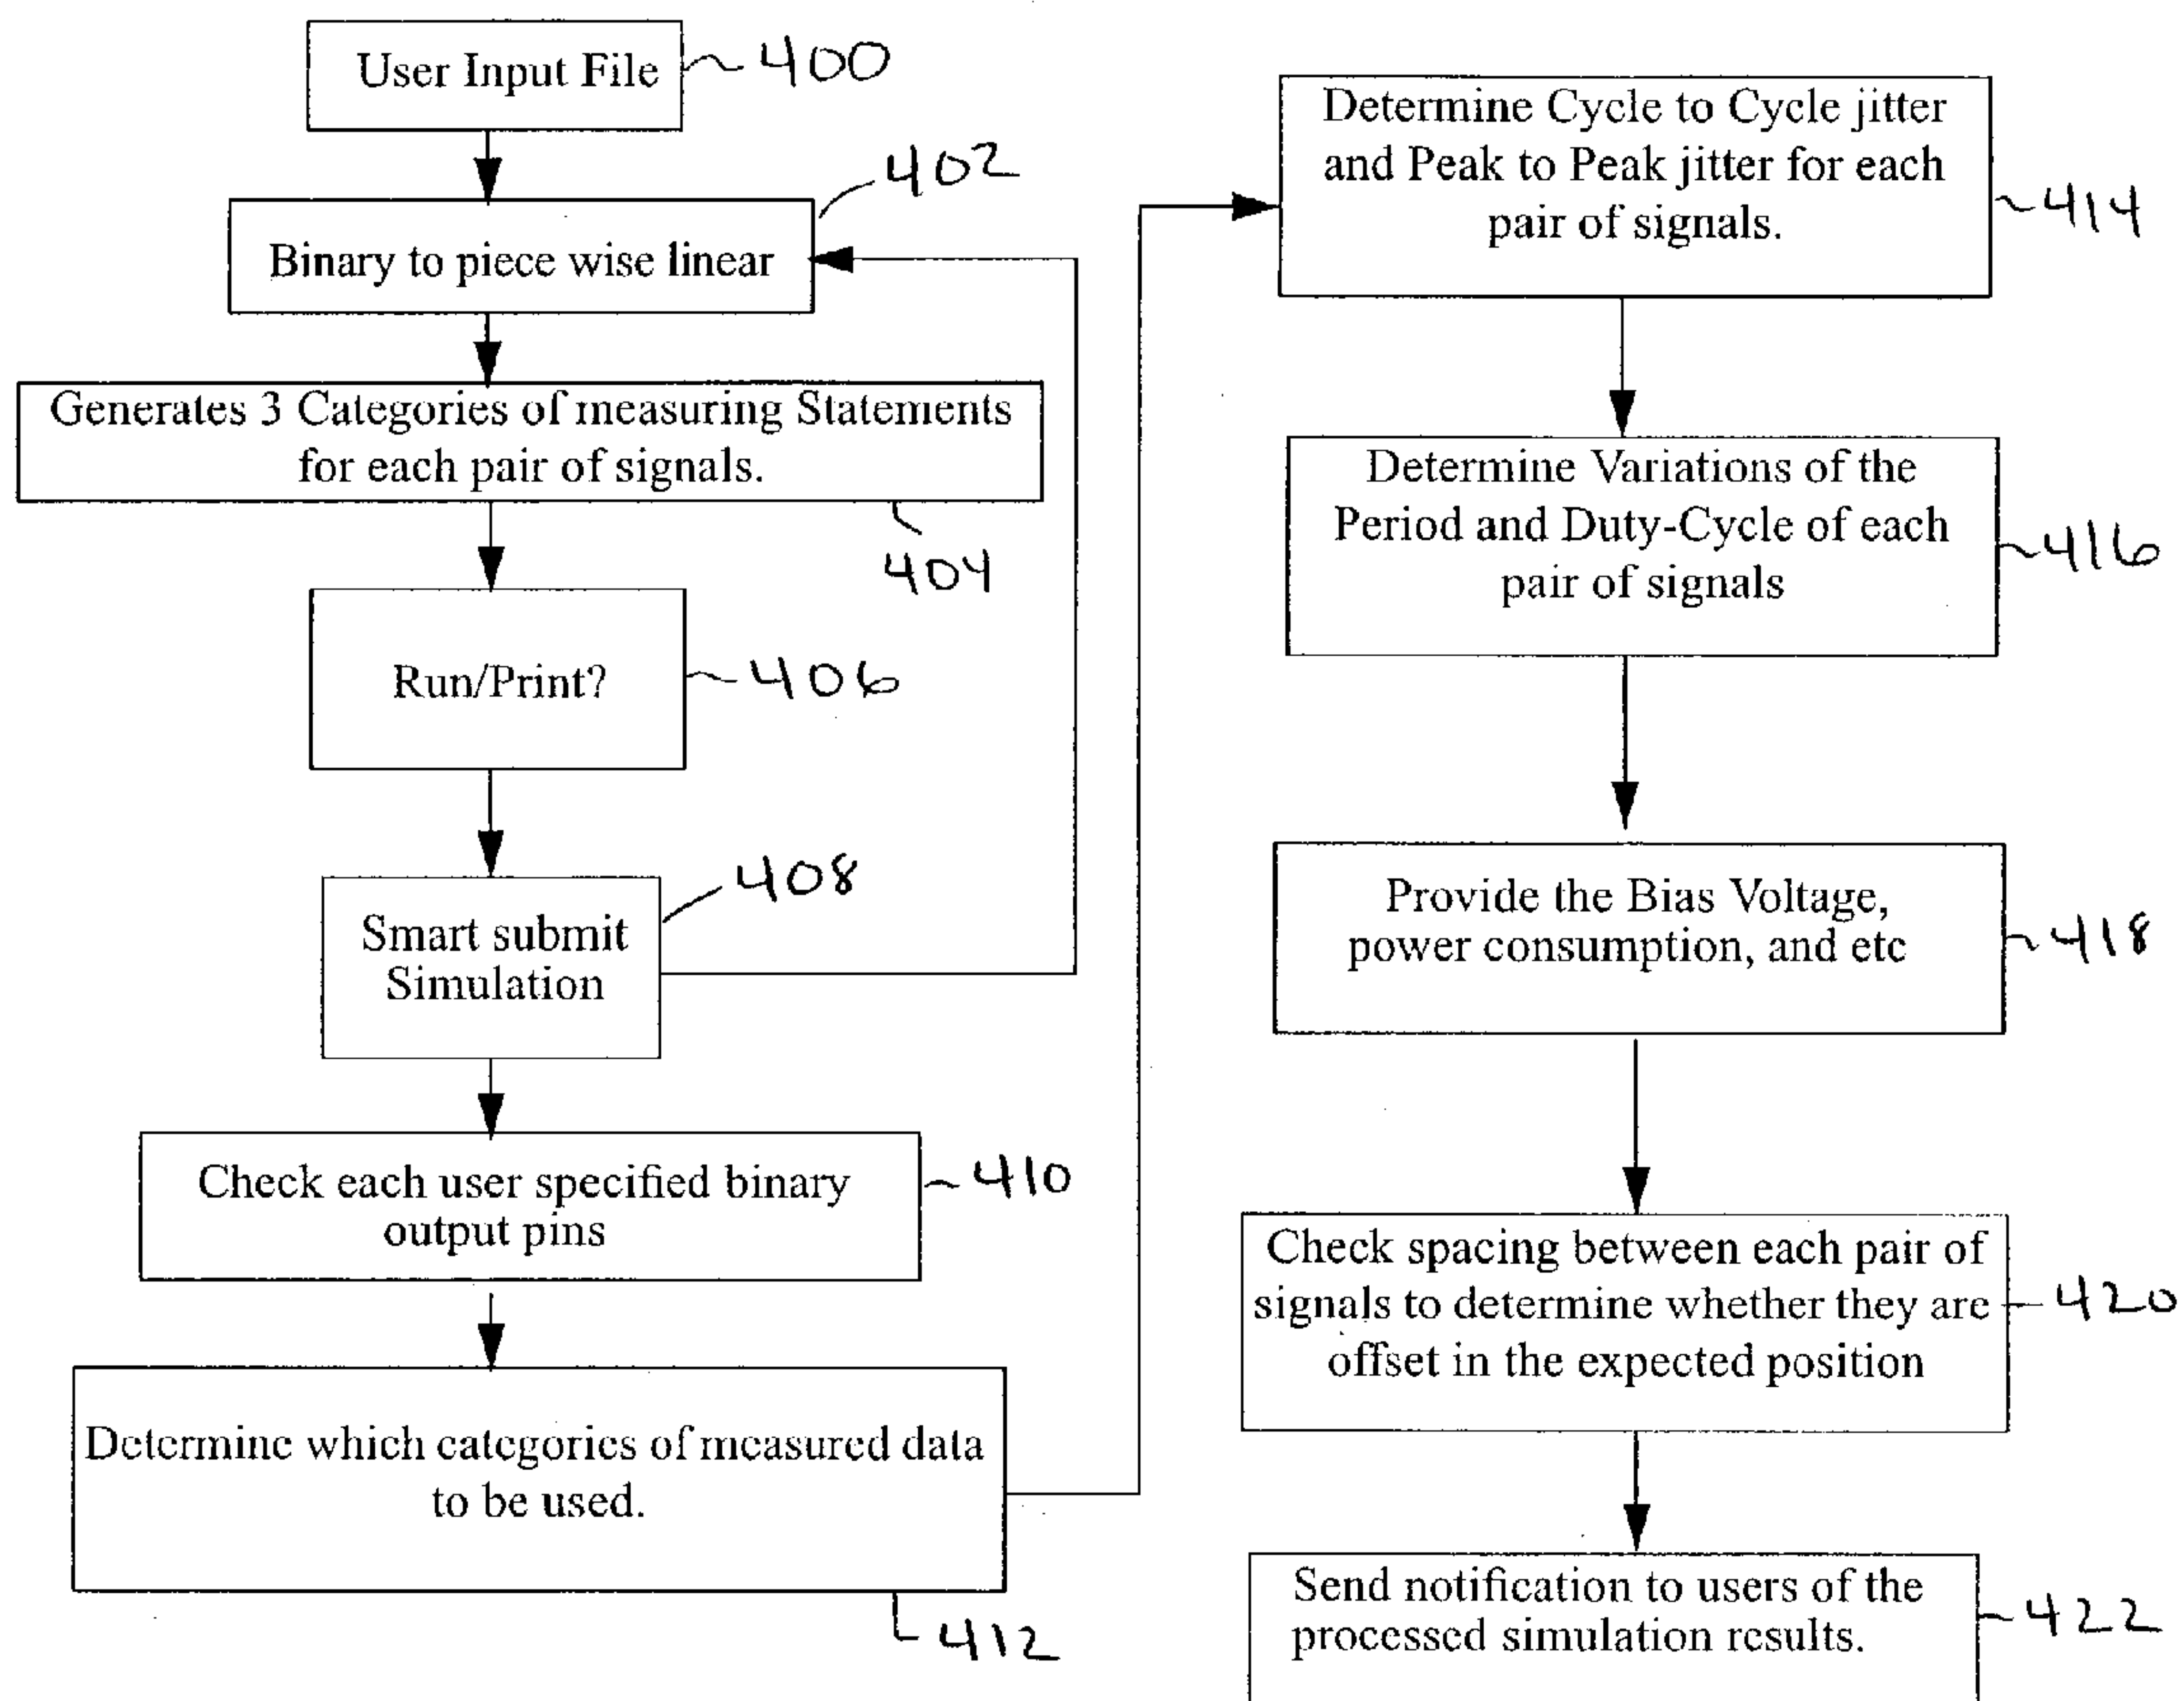 User Input File
400
Binary to piece wise linear
402
Generates 3 Categories of measuring Statements
for each pair of signals.
404
Run/Print?
406
Smart submit
Simulation
408
Check each user specified binary
output pins
410
Determine which categories of measured data
to be used.
412
Determine Cycle to Cycle jitter
and Peak to Peak jitter for each
pair of signals.
414
Determine Variations of the
Period and Duty-Cycle of each
pair of signals
416
Provide the Bias Voltage,
power consumption, and etc
418
Check spacing between each pair of
signals to determine whether they are
offset in the expected position
420
Send notification to users of the
processed simulation results.
422